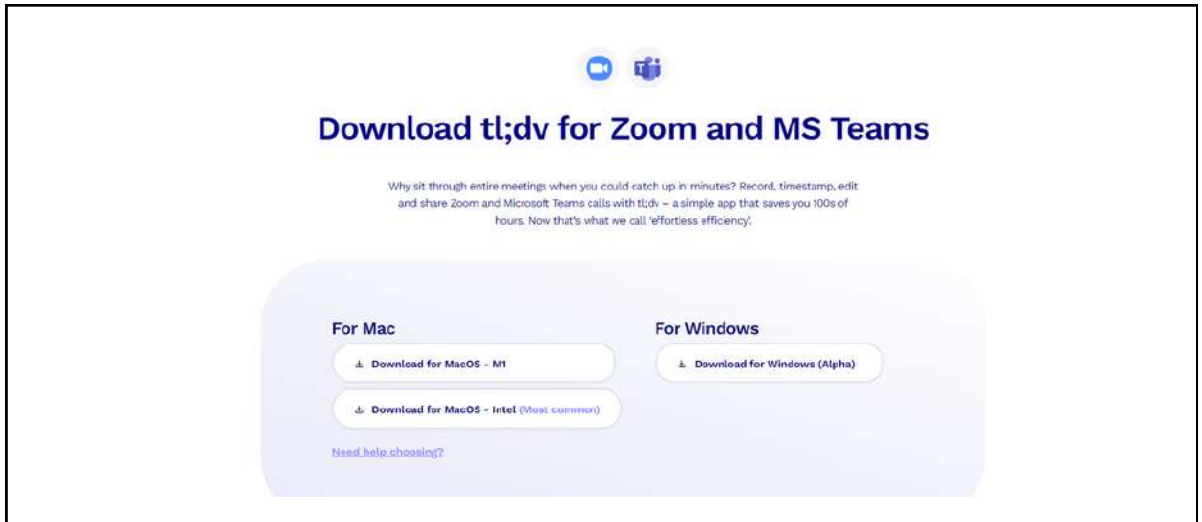 Download tl;dv for Zoom and MS Teams
Why sit through entire meetings when you could catch up in minutes? Record, timestamp, edit
and share Zoom and Microsoft Teams calls with tl;dv – a simple app that saves you 100s of
hours. Now that's what we call 'effortless efficiency'.
For Mac
Download for MacOS - M1
Download for MacOS - Intel (Most common)
Need help choosing?
For Windows
Download for Windows (Alpha)